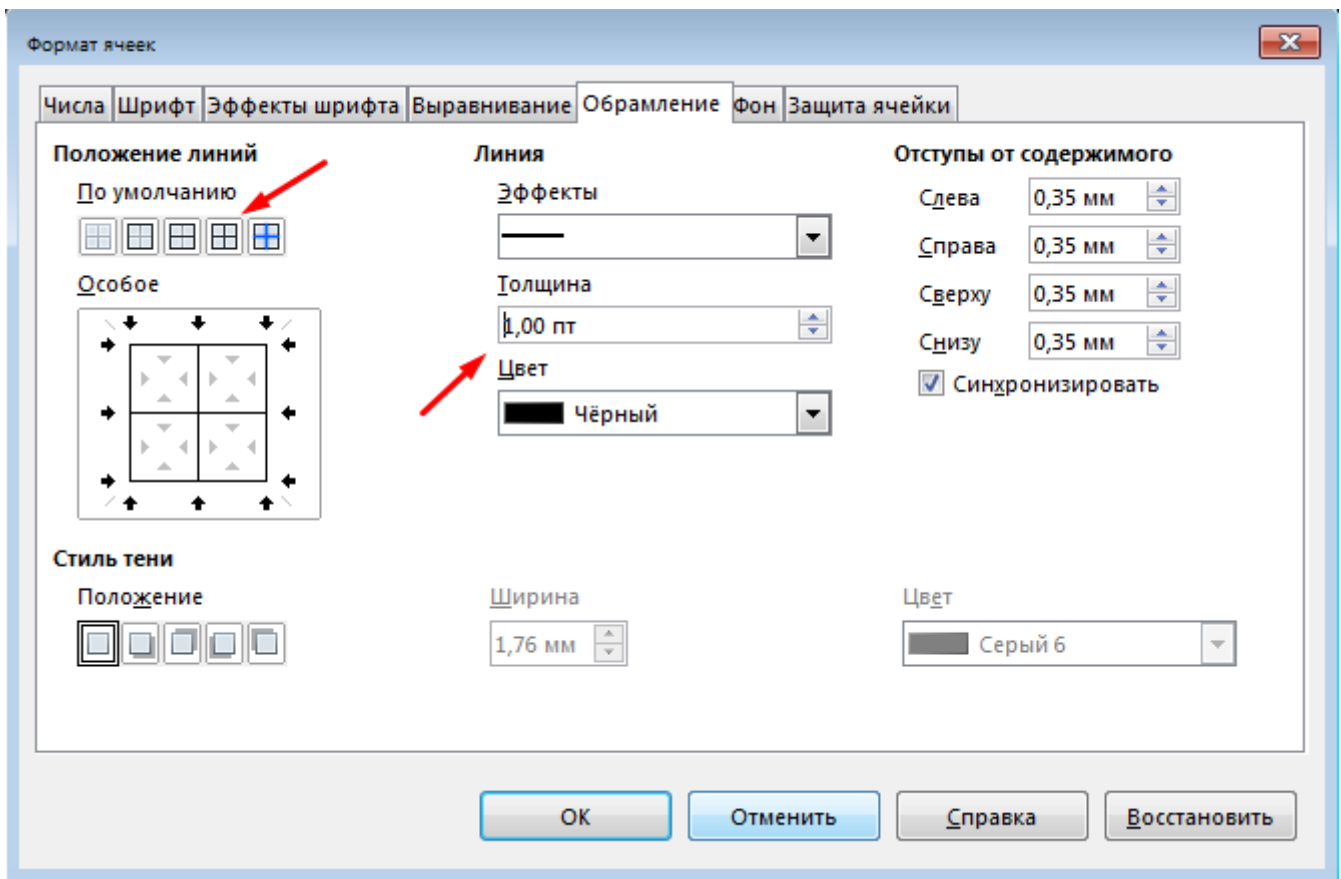 Формат ячеек
Числа Шрифт Эффекты шрифта Выравнивание Обрамление Фон Защита ячейки
Положение линий
По умолчанию
Особое
Линия
Эффекты
Толщина
1,00 пт
Цвет
Чёрный
Отступы от содержимого
Слева 0,35 мм
Справа 0,35 мм
Сверху 0,35 мм
Снизу 0,35 мм
Синхронизировать
Стиль тени
Положение
Ширина
1,76 мм
Цвет
Серый 6
ОК Отменить Справка Восстановить